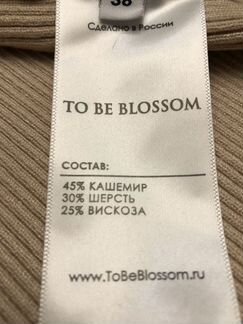 38
Сделано в России
TO BE BLOSSOM
СОСТАВ:
45% КАШЕМИР
30% ШЕРСТЬ
25% ВИСКОЗА
www.ToBeBlossom.ru